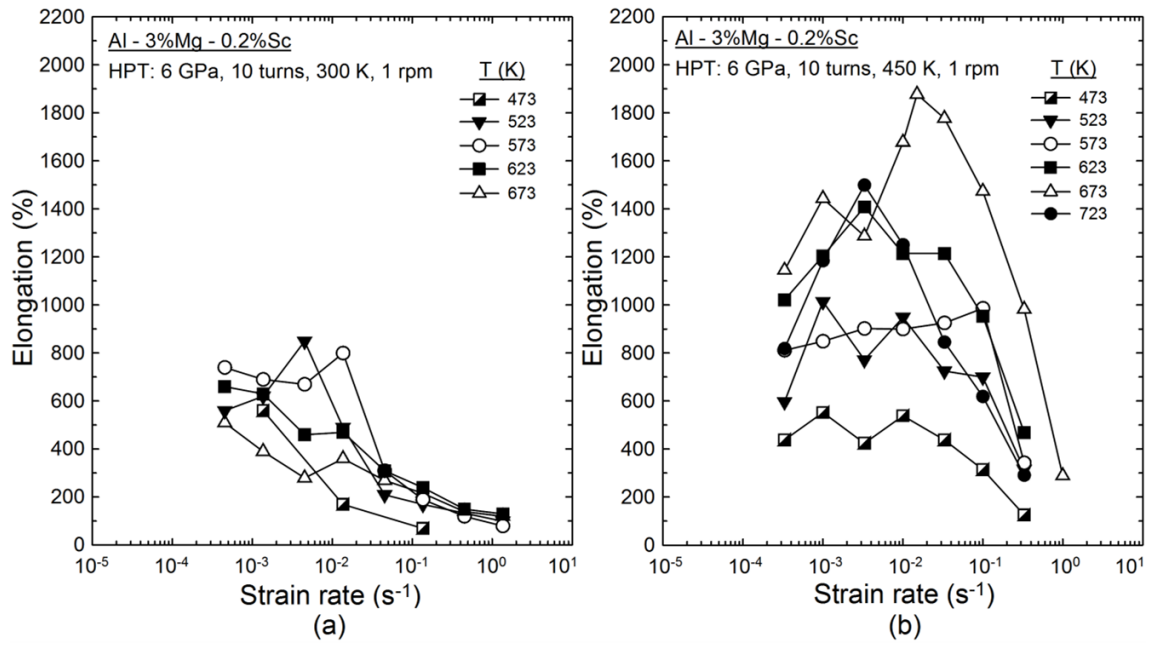 2200
2000
1800
1600
1400
1200
1000
800
600
400
200
0
Elongation (%)
Al - 3%Mg - 0.2%Sc
HPT: 6 GPa, 10 turns, 300 K, 1 rpm
T (K)
473
523
573
623
673
10-5 10-4 10-3 10-2 10-1 100 101
Strain rate (s-1)
(a)
2200
2000
1800
1600
1400
1200
1000
800
600
400
200
0
Elongation (%)
Al - 3%Mg - 0.2%Sc
HPT: 6 GPa, 10 turns, 450 K, 1 rpm
T (K)
473
523
573
623
673
723
10-5 10-4 10-3 10-2 10-1 100 101
Strain rate (s-1)
(b)